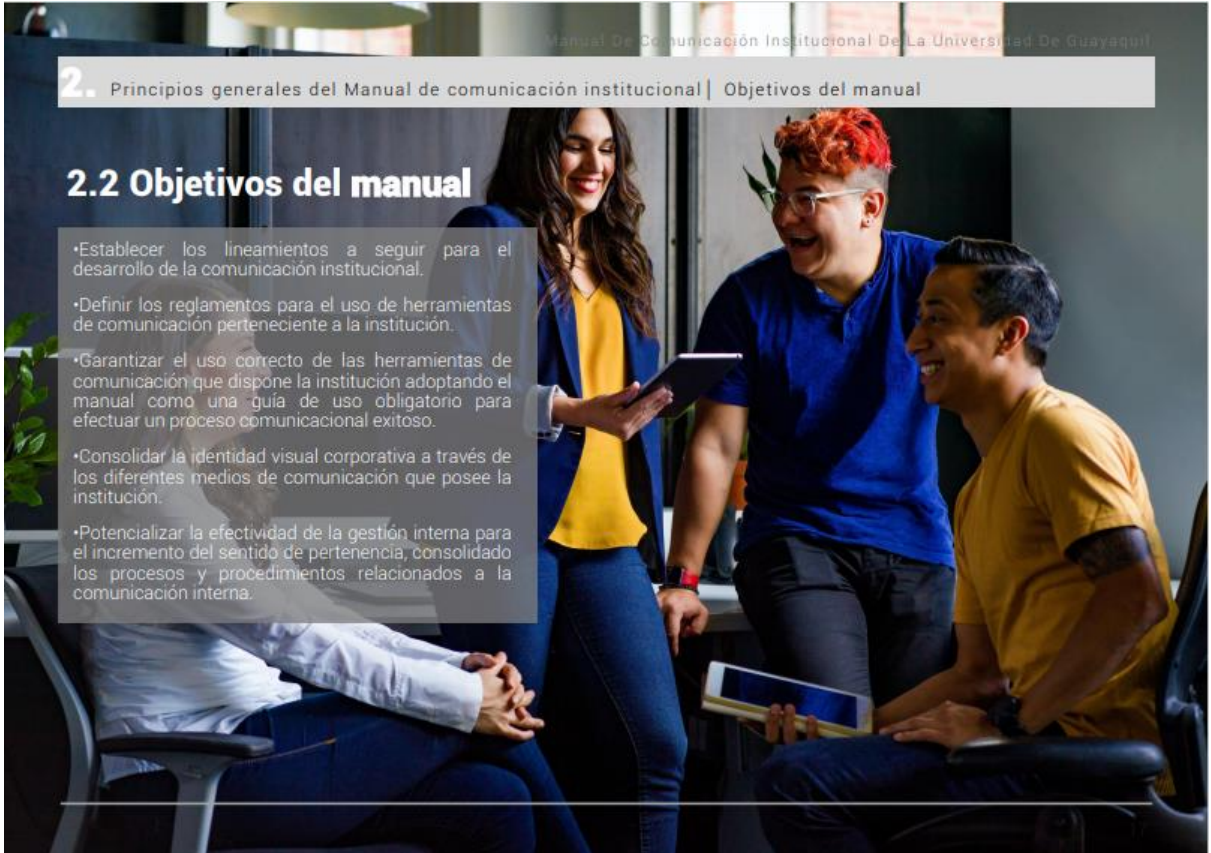 Manual De Comunicación Institucional De La Universidad De Guayaquil
2. Principios generales del Manual de comunicación institucional| Objetivos del manual
2.2 Objetivos del manual
•Establecer los lineamientos a seguir para el
desarrollo de la comunicación institucional.
•Definir los reglamentos para el uso de herramientas
de comunicación perteneciente a la institución.
•Garantizar el uso correcto de las herramientas de
comunicación que dispone la institución adoptando el
manual como una guía de uso obligatorio para
efectuar un proceso comunicacional exitoso.
•Consolidar la identidad visual corporativa a través de
los diferentes medios de comunicación que posee la
institución.
•Potencializar la efectividad de la gestión interna para
el incremento del sentido de pertenencia, consolidado
los procesos y procedimientos relacionados a la
comunicación interna.